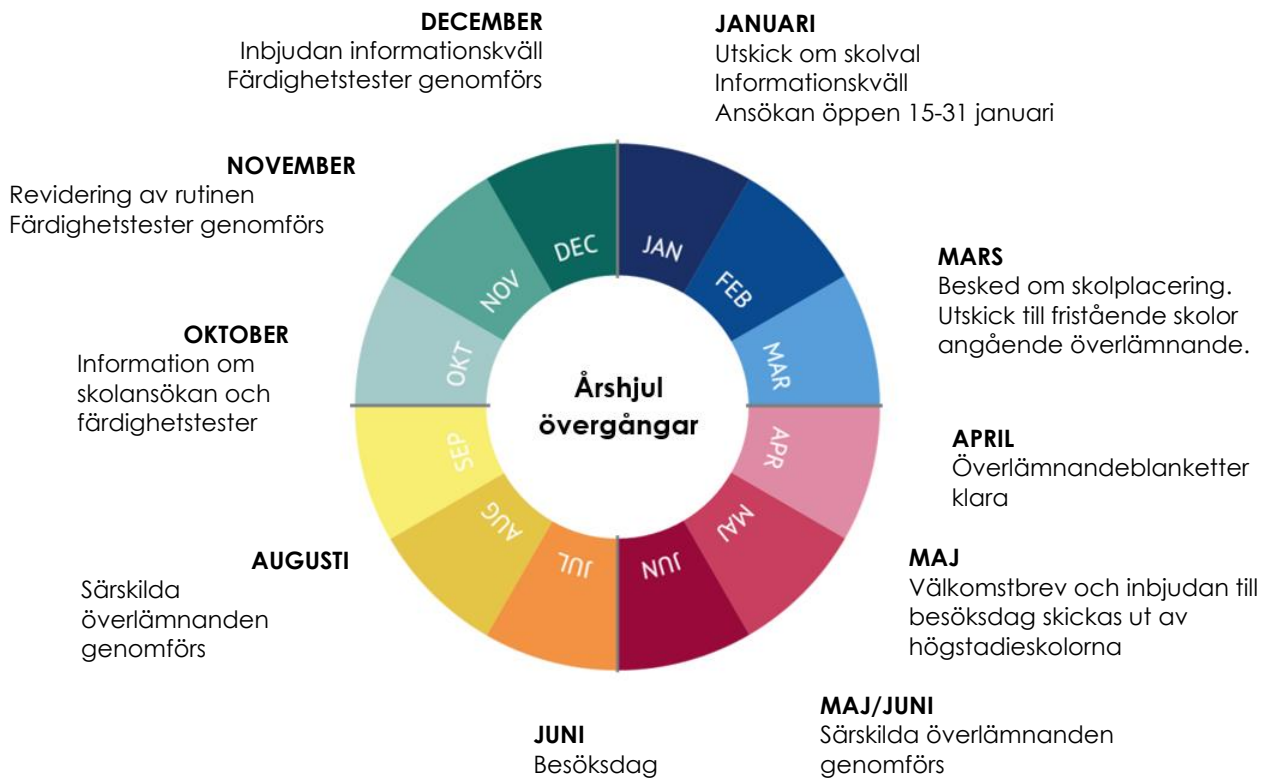 DECEMBER
Inbjudan informationskväll
Färdighetstester genomförs
JANUARI
Utskick om skolval
Informationskväll
Ansökan öppen 15-31 januari
NOVEMBER
Revidering av rutinen
Färdighetstester genomförs
MARS
Besked om skolplacering.
Utskick till fristående skolor
angående överlämnande.
OKTOBER
Information om
skolansökan och
färdighetstester
APRIL
Överlämnandeblanketter
klara
AUGUSTI
Särskilda
överlämnanden
genomförs
MAJ
Välkomstbrev och inbjudan till
besöksdag skickas ut av
högstadieskolorna
MAJ/JUNI
Särskilda överlämnanden
genomförs
JUNI
Besöksdag
Årshjul
övergångar
JAN
FEB
MAR
APR
MAJ
JUN
JUL
AUG
SEP
OKT
NOV
DEC